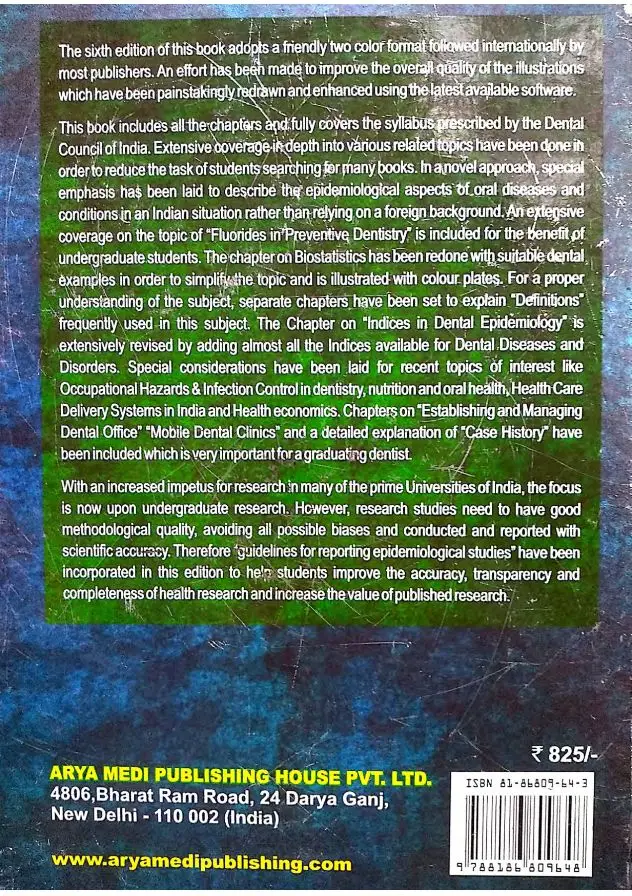 The sixth edition of this book adopts a friendly two color format followed internationally by
most publishers. An effort has been made to improve the overall quality of the illustrations
which have been painstakingly redrawn and enhanced using the latest available software.
This book includes all the chapters and fully covers the syllabus prescribed by the Dental
Council of India. Extensive coverage in depth into various related topics have been done in
order to reduce the task of students searching for many books. In a novel approach, special
emphasis has been laid to describe the epidemiological aspects of oral diseases and
conditions in an Indian situation rather than relying on a foreign background. An extensive
coverage on the topic of "Fluorides in Preventive Dentistry" is included for the benefit of
undergraduate students. The chapter on Biostatistics has been redone with suitable dental
examples in order to simplify the topic and is illustrated with colour plates. For a proper
understanding of the subject, separate chapters have been set to explain "Definitions"
frequently used in this subject. The Chapter on "Indices in Dental Epidemiology" is
extensively revised by adding almost all the Indices available for Dental Diseases and
Disorders. Special considerations have been laid for recent topics of interest like
Occupational Hazards & Infection Control in dentistry, nutrition and oral health, Health Care
Delivery Systems in India and Health economics. Chapters on "Establishing and Managing
Dental Office" "Mobile Dental Clinics" and a detailed explanation of "Case History" have
been included which is very important for a graduating dentist.
With an increased impetus for research in many of the prime Universities of India, the focus
is now upon undergraduate research. However, research studies need to have good
methodological quality, avoiding all possible biases and conducted and reported with
scientific accuracy. Therefore "guidelines for reporting epidemiological studies" have been
incorporated in this edition to help students improve the accuracy, transparency and
completeness of health research and increase the value of published research.
₹ 825/-
ARYA MEDI PUBLISHING HOUSE PVT. LTD.
4806,Bharat Ram Road, 24 Darya Ganj,
New Delhi - 110 002 (India)
www.aryamedipublishing.com
ISBN 81-86809-64-3
9 788186 809648